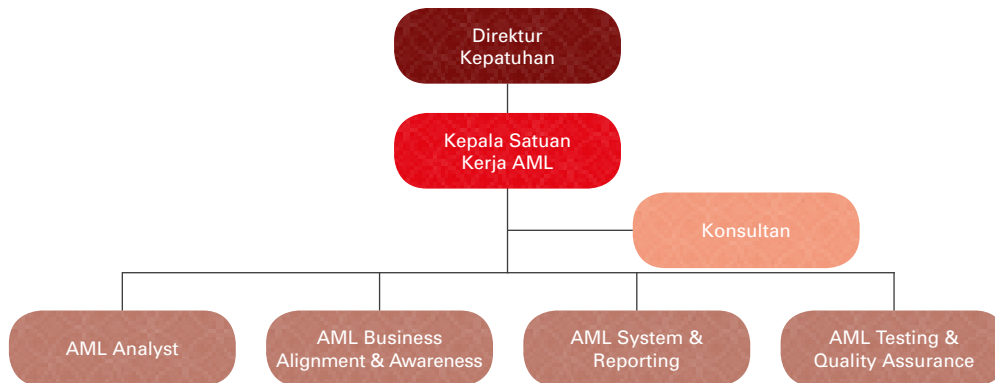 Direktur
Kepatuhan
Kepala Satuan
Kerja AML
Konsultan
AML Analyst
AML Business
Alignment & Awareness
AML System &
Reporting
AML Testing &
Quality Assurance